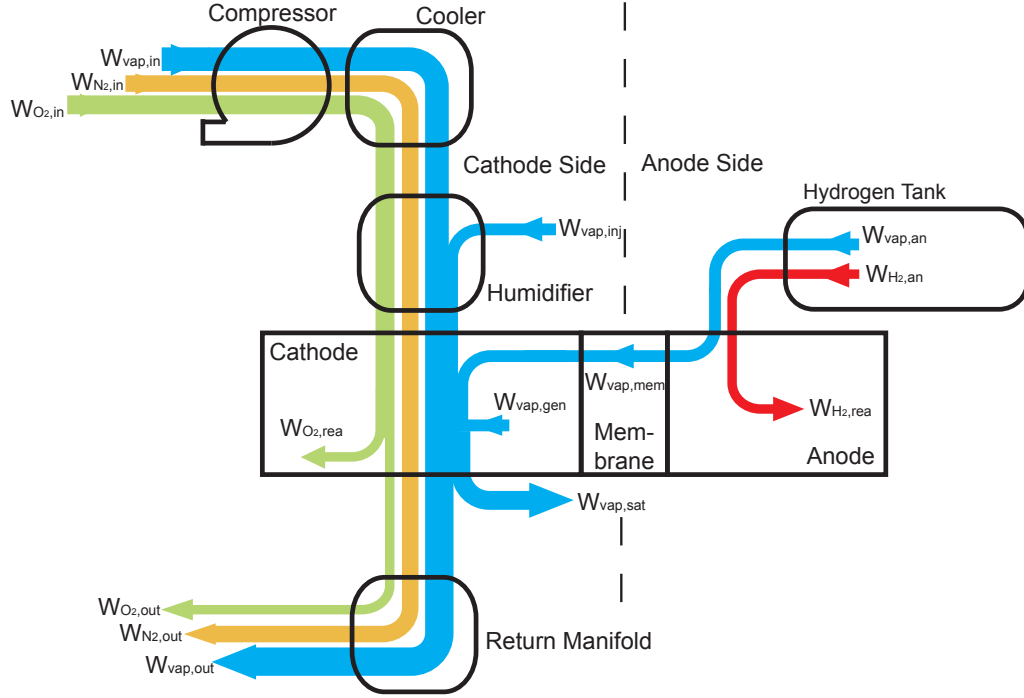 Compressor
Cooler
Wvap,in
WN2,in
WO2,in
Cathode Side
Anode Side
Hydrogen Tank
Wvap,inj
Wvap,an
WH2,an
Humidifier
Cathode
Wvap,mem
Wvap,gen
WO2,rea
WH2,rea
Mem-
brane
Anode
Wvap,sat
WO2,out
WN2,out
Wvap,out
Return Manifold